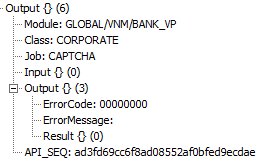 Output {} (6)
Module: GLOBAL/VNM/BANK_VP
Class: CORPORATE
Job: CAPTCHA
Input {} (0)
Output {} (3)
ErrorCode: 00000000
ErrorMessage:
Result {} (0)
API_SEQ: ad3fd69cc6f8ad08552af0bfed9ecdae